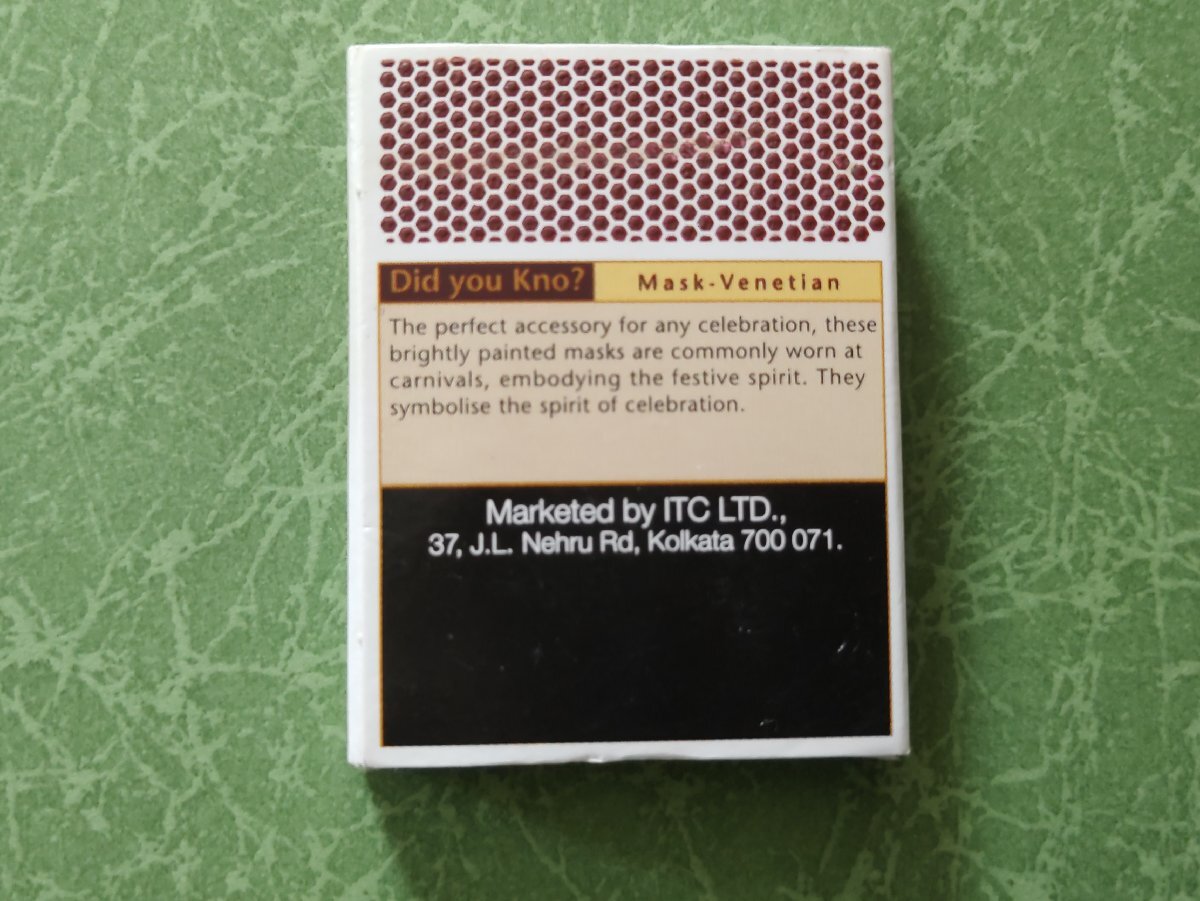 Did you Kno?
Mask-Venetian
The perfect accessory for any celebration, these
brightly painted masks are commonly worn at
carnivals, embodying the festive spirit. They
symbolise the spirit of celebration.
Marketed by ITC LTD.,
37, J.L. Nehru Rd, Kolkata 700 071.